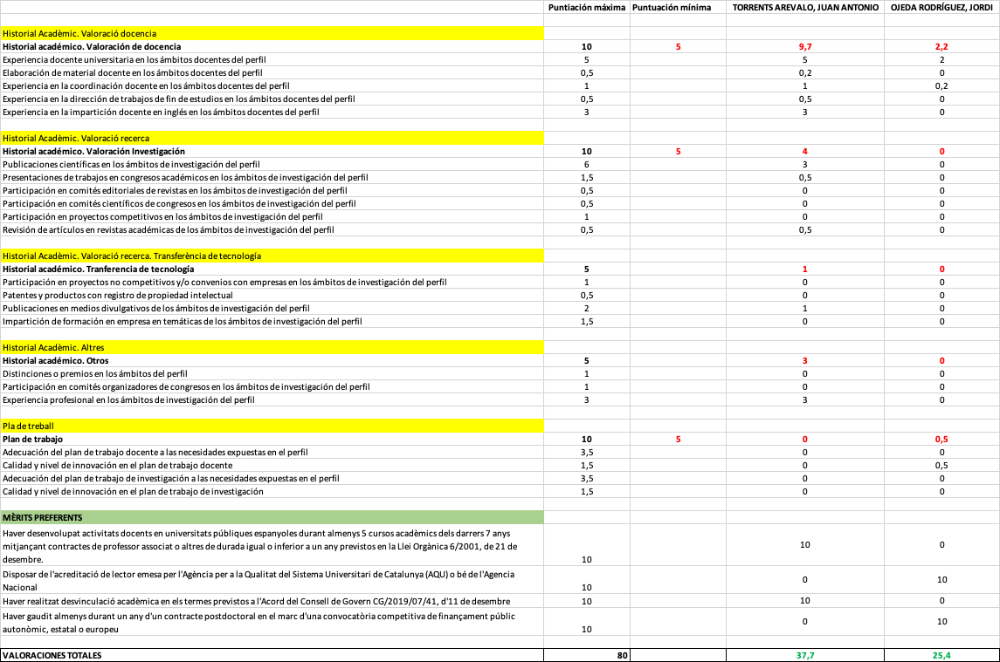 Puntiación máxima Puntuación mínima TORRENTS AREVALO, JUAN ANTONIO OJEDA RODRÍGUEZ, JORDI
Historial Acadèmic. Valoració docencia
Historial académico. Valoración de docencia 10 5 9,7 2,2
Experiencia docente universitaria en los ámbitos docentes del perfil 5 5 2
Elaboración de material docente en los ámbitos docentes del perfil 0,5 0,2 0
Experiencia en la coordinación docente en los ámbitos docentes del perfil 1 1 0,2
Experiencia en la dirección de trabajos de fin de estudios en los ámbitos docentes del perfil 0,5 0,5 0
Experiencia en la impartición docente en inglés en los ámbitos docentes del perfil 3 3 0
Historial Acadèmic. Valoració recerca
Historial académico. Valoración Investigación 10 5 4 0
Publicaciones científicas en los ámbitos de investigación del perfil 6 3 0
Presentaciones de trabajos en congresos académicos en los ámbitos de investigación del perfil 1,5 0,5 0
Participación en comités editoriales de revistas en los ámbitos de investigación del perfil 0,5 0 0
Participación en comités científicos de congresos en los ámbitos de investigación del perfil 0,5 0 0
Participación en proyectos competitivos en los ámbitos de investigación del perfil 1 0 0
Revisión de artículos en revistas académicas de los ámbitos de investigación del perfil 0,5 0,5 0
Historial Acadèmic. Valoració recerca. Transferència de tecnología
Historial académico. Tranferencia de tecnología 5 1 0
Participación en proyectos no competitivos y/o convenios con empresas en los ámbitos de investigación del perfil 1 0 0
Patentes y productos con registro de propiedad intelectual 0,5 0 0
Publicaciones en medios divulgativos de los ámbitos de investigación del perfil 2 1 0
Impartición de formación en empresa en temáticas de los ámbitos de investigación del perfil 1,5 0 0
Historial Acadèmic. Altres
Historial académico. Otros 5 3 0
Distinciones o premios en los ámbitos del perfil 1 0 0
Participación en comités organizadores de congresos en los ámbitos de investigación del perfil 1 0 0
Experiencia profesional en los ámbitos de investigación del perfil 3 3 0
Pla de treball
Plan de trabajo 10 5 0 0,5
Adecuación del plan de trabajo docente a las necesidades expuestas en el perfil 3,5 0 0
Calidad y nivel de innovación en el plan de trabajo docente 1,5 0 0,5
Adecuación del plan de trabajo de investigación a las necesidades expuestas en el perfil 3,5 0 0
Calidad y nivel de innovación en el plan de trabajo de investigación 1,5 0 0
MÈRITS PREFERENTS
Haver desenvolupat activitats docents en universitats públiques espanyoles durant almenys 5 cursos acadèmics dels darrers 7 anys
mitjançant contractes de professor associat o altres de durada igual o inferior a un any previstos en la Llei Orgànica 6/2001, de 21 de
desembre. 10 10 0
Disposar de l'acreditació de lector emesa per l'Agència per a la Qualitat del Sistema Universitari de Catalunya (AQU) o bé de l'Agencia
Nacional 10 0 10
Haver realitzat desvinculació acadèmica en els termes previstos a l'Acord del Consell de Govern CG/2019/07/41, d'11 de desembre 10 10 0
Haver gaudit almenys durant un any d'un contracte postdoctoral en el marc d'una convocatòria competitiva de finançament públic
autonòmic, estatal o europeu 10 0 10
VALORACIONES TOTALES 80 37,7 25,4